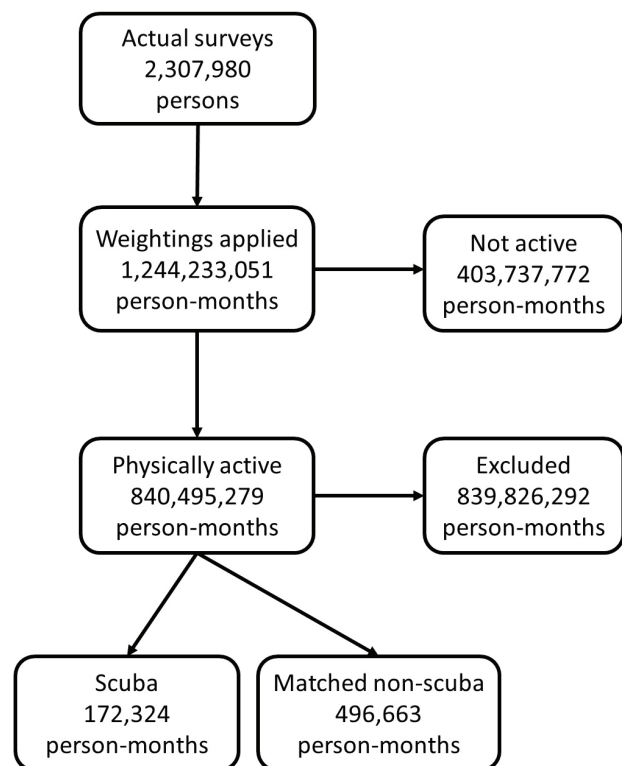 Actual surveys
2,307,980
persons
Weightings applied
1,244,233,051
person-months
Not active
403,737,772
person-months
Physically active
840,495,279
person-months
Excluded
839,826,292
person-months
Scuba
172,324
person-months
Matched non-scuba
496,663
person-months